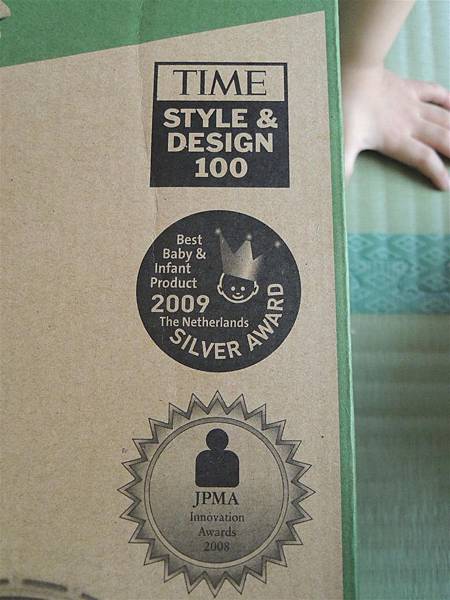 TIME
STYLE &
DESIGN
100
Best
Baby &
Infant
Product
2009
The Netherlands
SILVER AWARD
JPMA
Innovation
Awards
2008